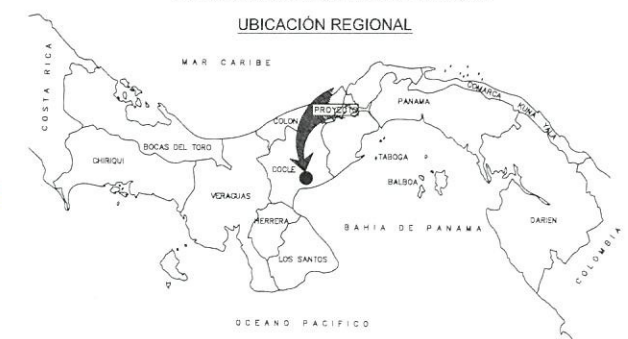 UBICACIÓN REGIONAL
MAR CARIBE
COSTA RICA
COMARCA KUNA YALA
PANAMA
PROYECTO
COLON
BOCAS DEL TORO
CHIRIQUI
COCLE
TABOGA
BALBOA
VERAGUAS
HERRERA
BAHIA DE PANAMA
DARIEN
LOS SANTOS
COLOMBIA
OCEANO PACIFICO